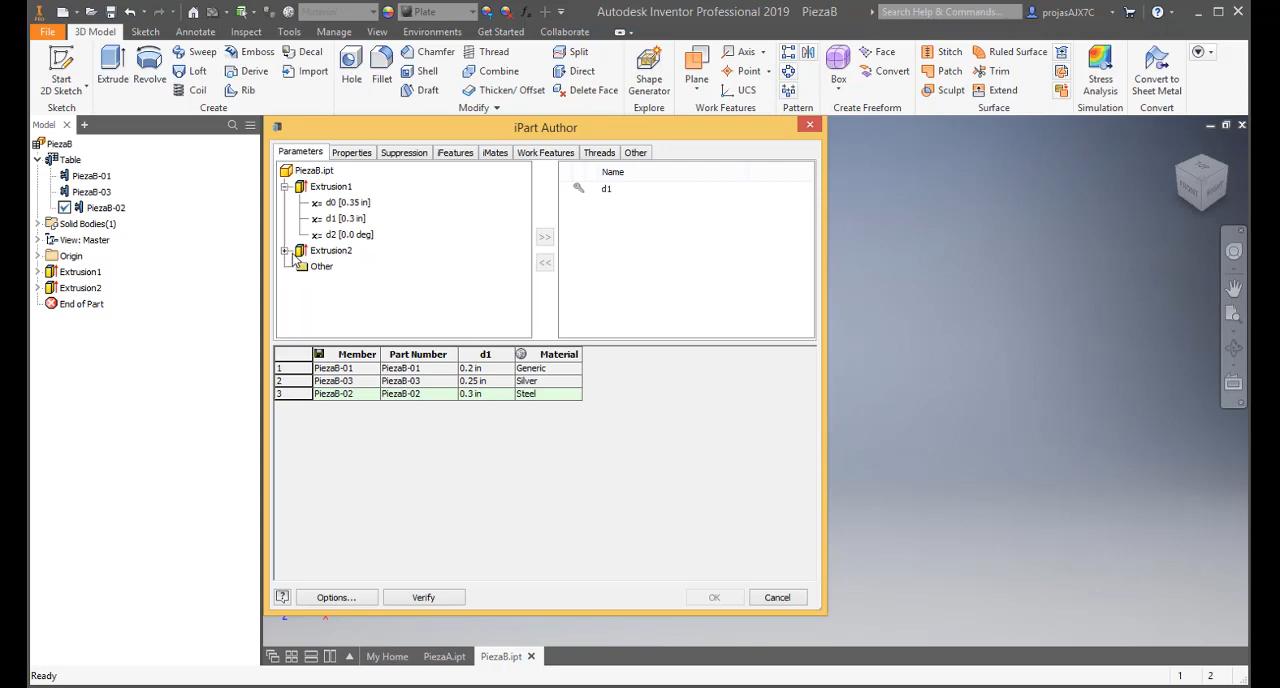 PRO
Material
Plate
Autodesk Inventor Professional 2019 PiezaB
Search Help & Commands...
projasAJX7C
File
3D Model
Sketch
Annotate
Inspect
Tools
Manage
View
Environments
Get Started
Collaborate
Start
2D Sketch
Extrude
Revolve
Sweep
Loft
Coil
Emboss
Derive
Rib
Decal
Import
Hole
Fillet
Chamfer
Shell
Draft
Thread
Combine
Thicken/ Offset
Split
Direct
Delete Face
Shape
Generator
Plane
Axis
Point
UCS
Box
Face
Convert
Stitch
Patch
Sculpt
Ruled Surface
Trim
Extend
Stress
Analysis
Convert to
Sheet Metal
Sketch
Create
Modify
Explore
Work Features
Pattern
Create Freeform
Surface
Simulation
Convert
Model
PiezaB
Table
PiezaB-01
PiezaB-03
PiezaB-02
Solid Bodies(1)
View: Master
Origin
Extrusion1
Extrusion2
End of Part
iPart Author
Parameters
Properties
Suppression
iFeatures
iMates
Work Features
Threads
Other
PiezaB.ipt
Extrusion1
x= d0 [0.35 in]
x= d1 [0.3 in]
x= d2 [0.0 deg]
Extrusion2
Other
>>
<<
Name
d1
Member Part Number d1 Material
1 PiezaB-01 PiezaB-01 0.2 in Generic
2 PiezaB-03 PiezaB-03 0.25 in Silver
3 PiezaB-02 PiezaB-02 0.3 in Steel
Options...
Verify
OK
Cancel
TOP
FRONT
RIGHT
My Home
PiezaA.ipt
PiezaB.ipt
Ready
1
2